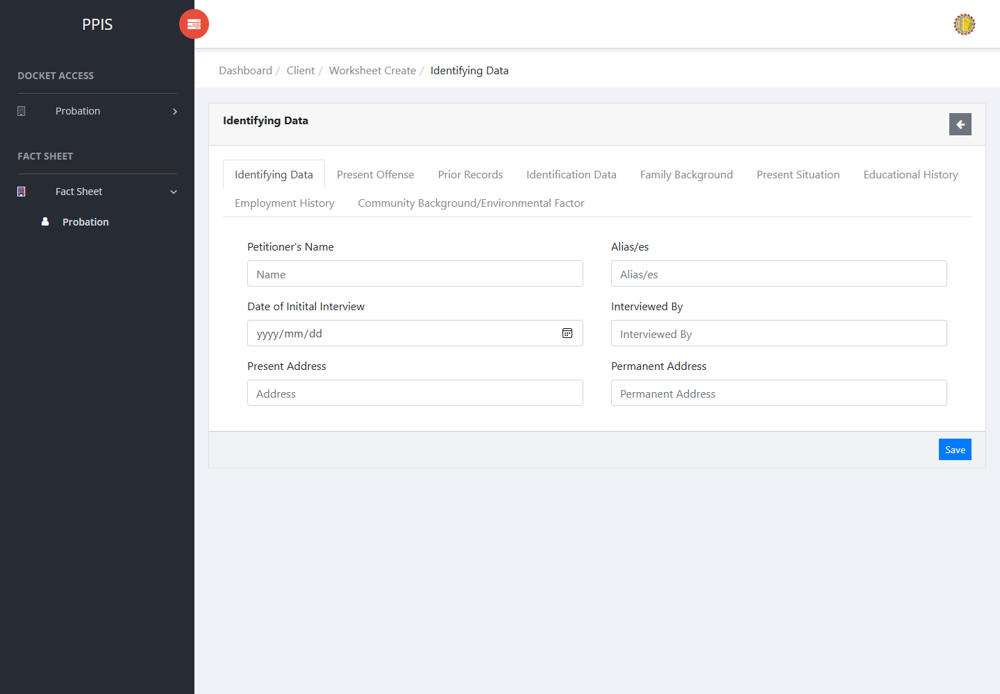 PPIS
DOCKET ACCESS
Probation
FACT SHEET
Fact Sheet
Probation
Dashboard / Client / Worksheet Create / Identifying Data
Identifying Data
Identifying Data Present Offense Prior Records Identification Data Family Background Present Situation Educational History
Employment History Community Background/Environmental Factor
Petitioner's Name Alias/es
Name Alias/es
Date of Initital Interview Interviewed By
yyyy/mm/dd Interviewed By
Present Address Permanent Address
Address Permanent Address
Save